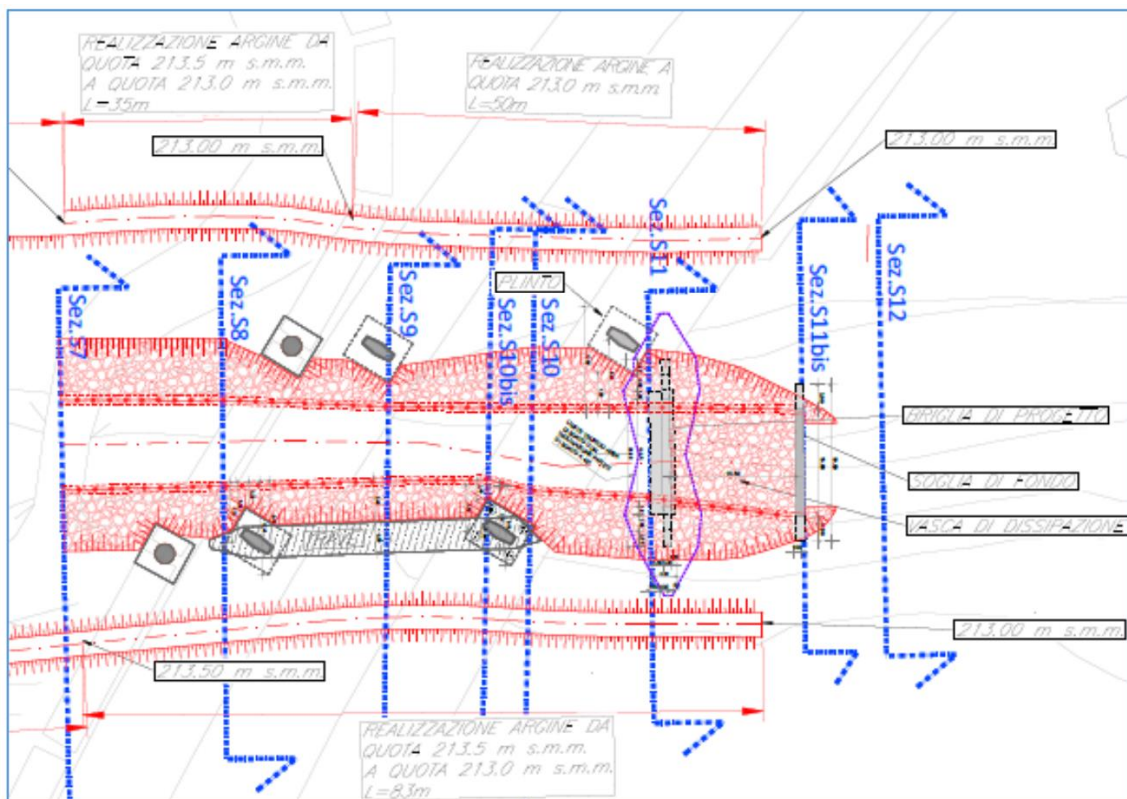 REALIZZAZIONE ARGINE DA
QUOTA 213.5 m s.m.m.
A QUOTA 213.0 m s.m.m.
L=35m
REALIZZAZIONE ARGINE A
QUOTA 213.0 m s.m.m.
L=50m
213.00 m s.m.m.
213.00 m s.m.m.
Sez.S7
Sez.S8
Sez.S9
Sez.S10bis
Sez.S10
PLINTO
Sez.S11
Sez.S11bis
Sez.S12
BRIGLIA DI PROGETTO
SOGLIA DI FONDO
VASCA DI DISSIPAZIONE
TRAVE
213.00 m s.m.m.
213.50 m s.m.m.
REALIZZAZIONE ARGINE DA
QUOTA 213.5 m s.m.m.
A QUOTA 213.0 m s.m.m.
L=83m